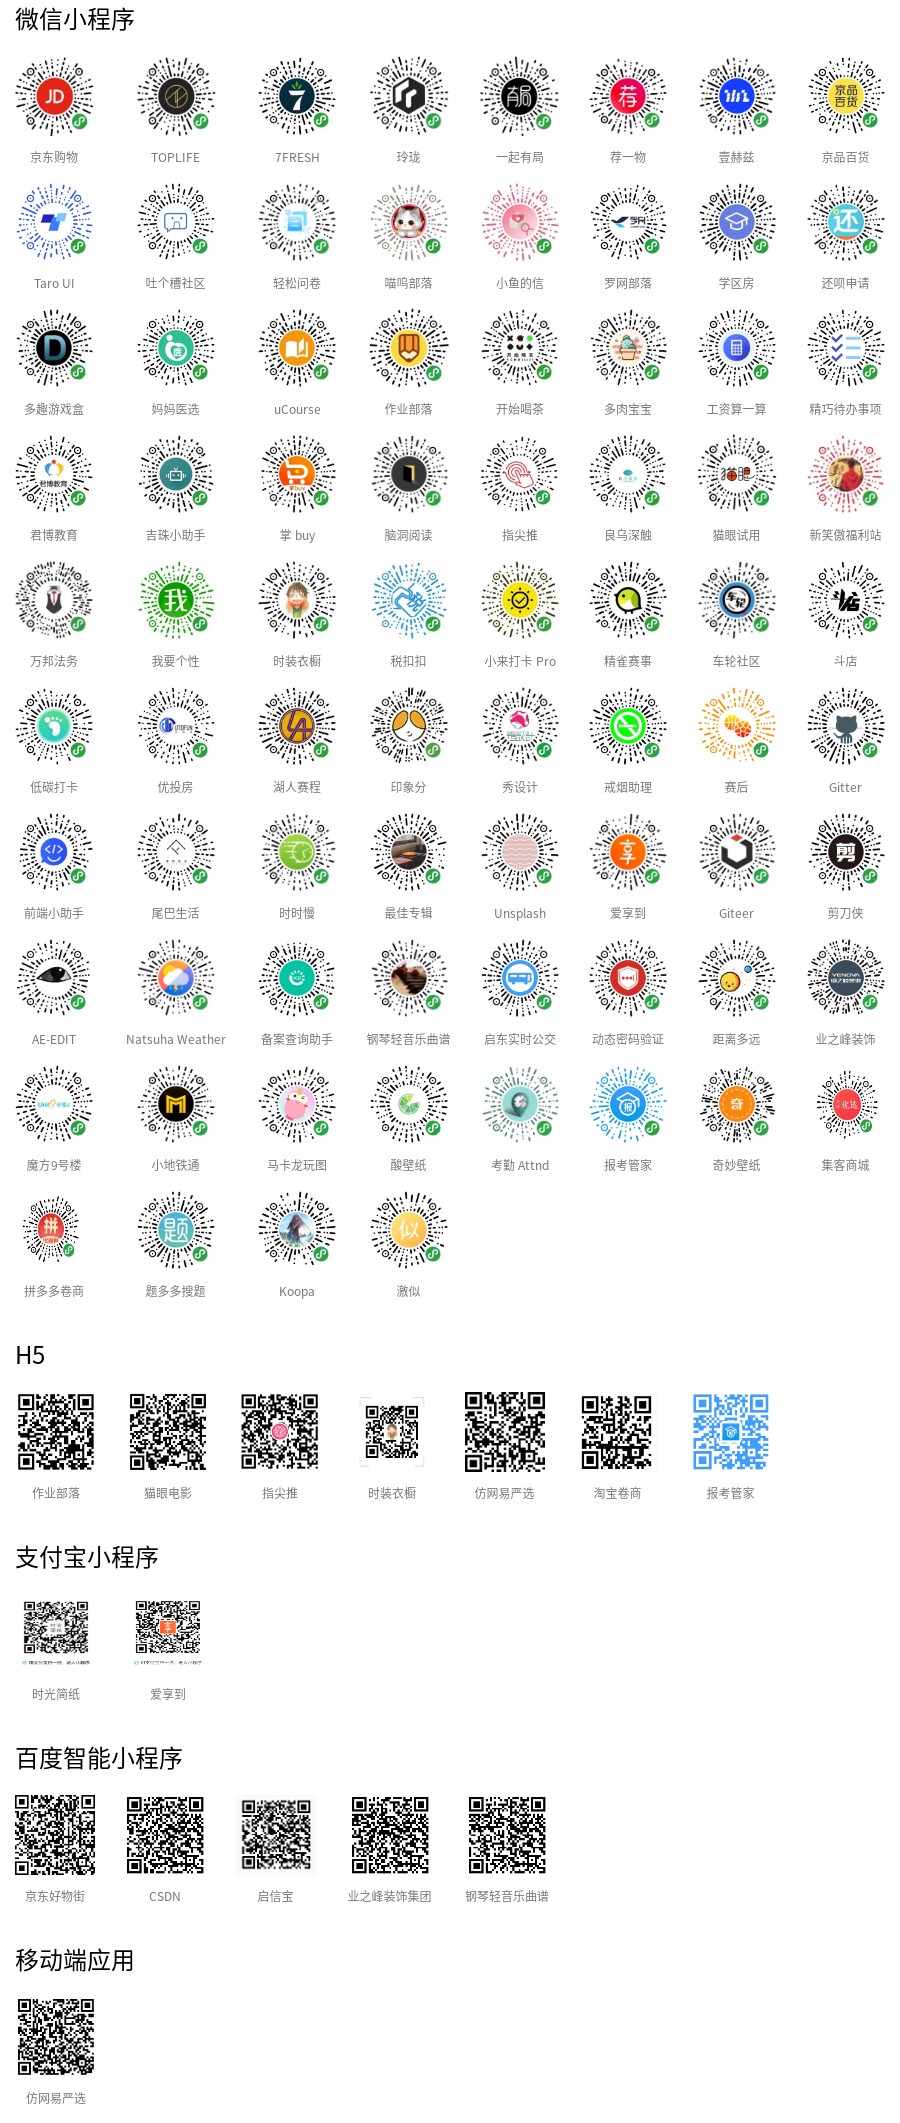 微信小程序
京东购物 TOPLIFE 7FRESH 玲珑 一起有局 荐一物 壹赫兹 京品百货
Taro UI 吐个槽社区 轻松问卷 喵呜部落 小鱼的信 罗网部落 学区房 还呗申请
多趣游戏盒 妈妈医选 uCourse 作业部落 开始喝茶 多肉宝宝 工资算一算 精巧待办事项
君博教育 吉珠小助手 掌 buy 脑洞阅读 指尖推 良乌深触 猫眼试用 新笑傲福利站
万邦法务 我要个性 时装衣橱 税扣扣 小来打卡 Pro 精雀赛事 车轮社区 斗店
低碳打卡 优投房 湖人赛程 印象分 秀设计 戒烟助理 赛后 Gitter
前端小助手 尾巴生活 时时慢 最佳专辑 Unsplash 爱享到 Giteer 剪刀侠
AE-EDIT Natsuha Weather 备案查询助手 钢琴轻音乐曲谱 启东实时公交 动态密码验证 距离多远 业之峰装饰
魔方9号楼 小地铁通 马卡龙玩图 酸壁纸 考勤 Attnd 报考管家 奇妙壁纸 集客商城
拼多多卷商 题多多搜题 Koopa 激似
H5
作业部落 猫眼电影 指尖推 时装衣橱 仿网易严选 淘宝卷商 报考管家
支付宝小程序
时光简纸 爱享到
百度智能小程序
京东好物街 CSDN 启信宝 业之峰装饰集团 钢琴轻音乐曲谱
移动端应用
仿网易严选